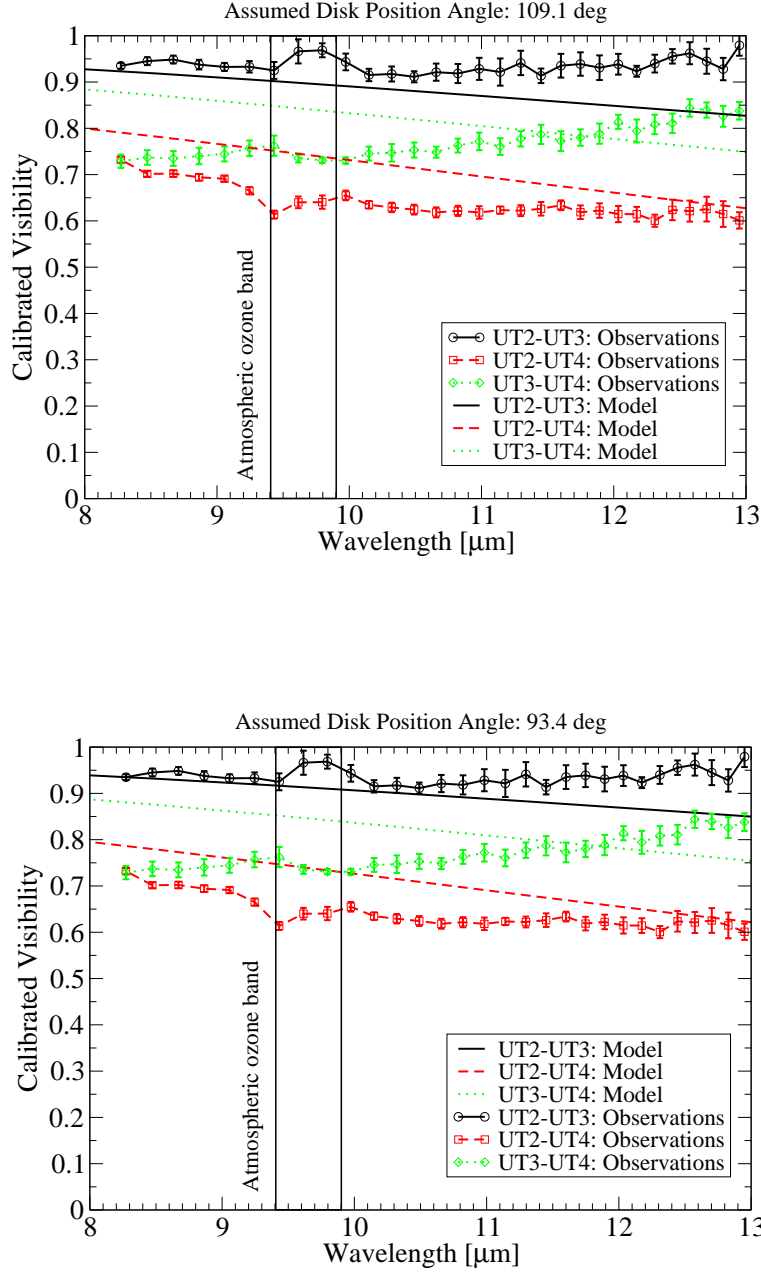 Assumed Disk Position Angle: 109.1 deg
1
0.9
0.8
0.7
0.6
0.5
0.4
0.3
0.2
0.1
0
Calibrated Visibility
Atmospheric ozone band
UT2-UT3: Observations
UT2-UT4: Observations
UT3-UT4: Observations
UT2-UT3: Model
UT2-UT4: Model
UT3-UT4: Model
8 9 10 11 12 13
Wavelength [μm]
Assumed Disk Position Angle: 93.4 deg
1
0.9
0.8
0.7
0.6
0.5
0.4
0.3
0.2
0.1
0
Calibrated Visibility
Atmospheric ozone band
UT2-UT3: Model
UT2-UT4: Model
UT3-UT4: Model
UT2-UT3: Observations
UT2-UT4: Observations
UT3-UT4: Observations
8 9 10 11 12 13
Wavelength [μm]